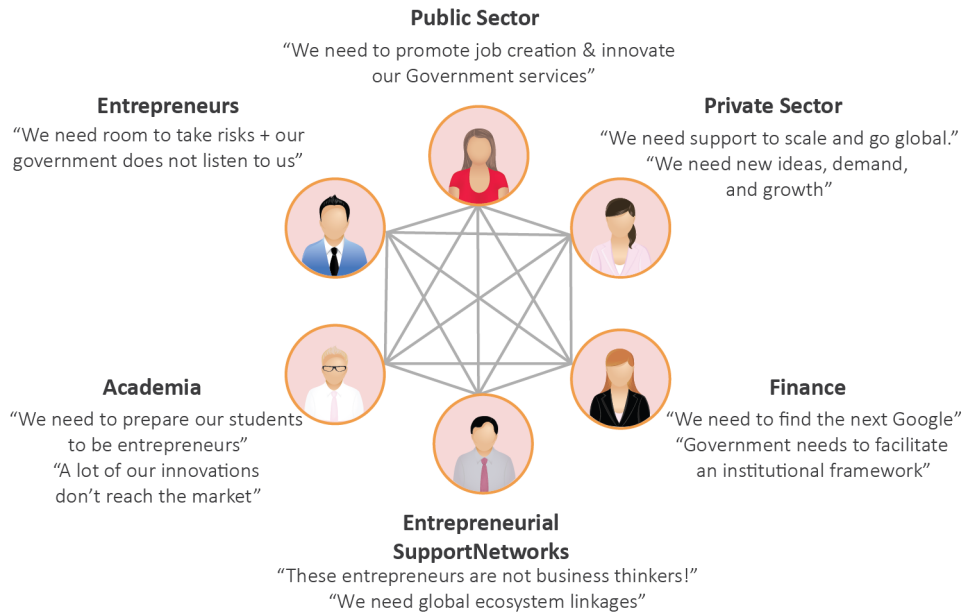 Public Sector
“We need to promote job creation & innovate
our Government services”
Entrepreneurs
“We need room to take risks + our
government does not listen to us”
Private Sector
“We need support to scale and go global.”
“We need new ideas, demand,
and growth”
Academia
“We need to prepare our students
to be entrepreneurs”
“A lot of our innovations
don’t reach the market”
Finance
“We need to find the next Google”
“Government needs to facilitate
an institutional framework”
Entrepreneurial
SupportNetworks
“These entrepreneurs are not business thinkers!”
“We need global ecosystem linkages”